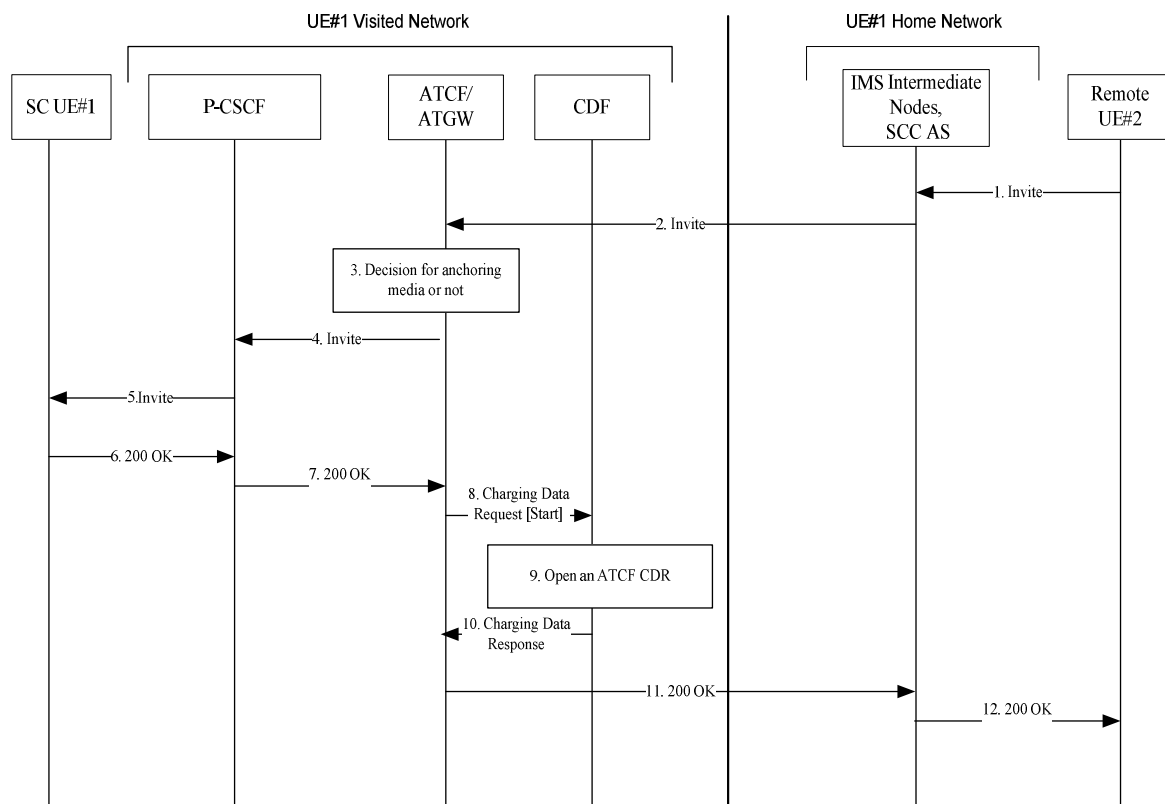 UE#1 Visited Network
UE#1 Home Network
SC UE#1
P-CSCF
ATCF/
ATGW
CDF
IMS Intermediate
Nodes,
SCC AS
Remote
UE#2
1. Invite
2. Invite
3. Decision for anchoring
media or not
4. Invite
5.Invite
6. 200 OK
7. 200 OK
8. Charging Data
Request [Start]
9. Open an ATCF CDR
10. Charging Data
Response
11. 200 OK
12. 200 OK